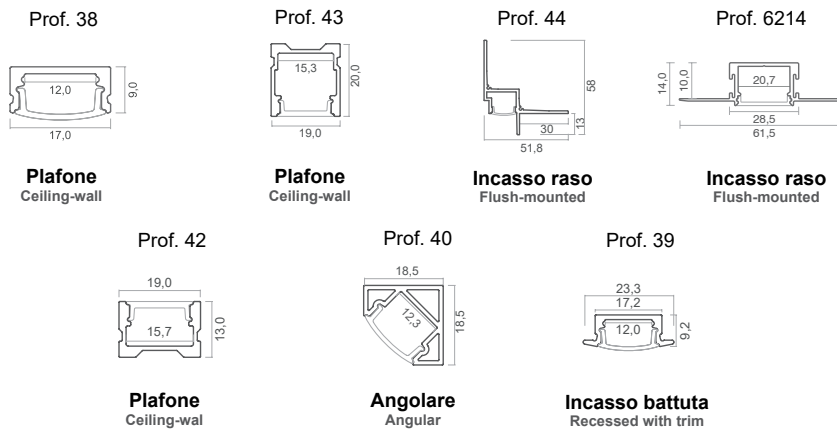 Prof. 38
12,0
9,0
17,0
Plafone
Ceiling-wall
Prof. 43
15,3
20,0
19,0
Plafone
Ceiling-wall
Prof. 44
58
13
30
51,8
Incasso raso
Flush-mounted
Prof. 6214
14,0
10,0
20,7
28,5
61,5
Incasso raso
Flush-mounted
Prof. 42
19,0
15,7
13,0
Plafone
Ceiling-wal
Prof. 40
18,5
12,3
18,5
Angolare
Angular
Prof. 39
23,3
17,2
12,0
9,2
Incasso battuta
Recessed with trim